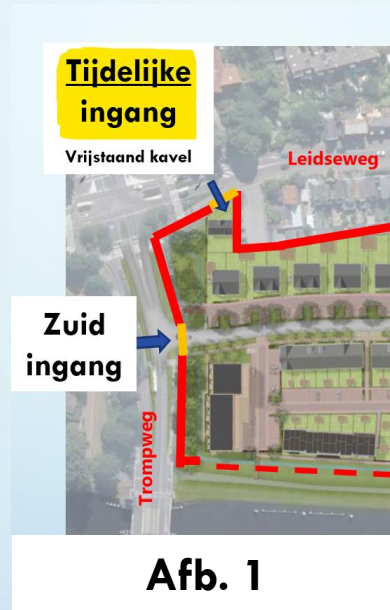 Tijdelijke
ingang
Vrijstaand kavel
Leidseweg
Zuid
ingang
Trompweg
Afb. 1